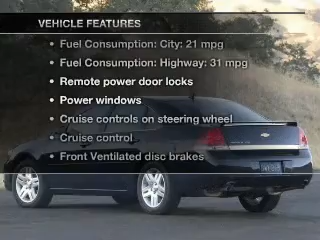 VEHICLE FEATURES
• Fuel Consumption: City: 21 mpg
• Fuel Consumption: Highway: 31 mpg
• Remote power door locks
• Power windows
• Cruise controls on steering wheel
• Cruise control
• Front Ventilated disc brakes